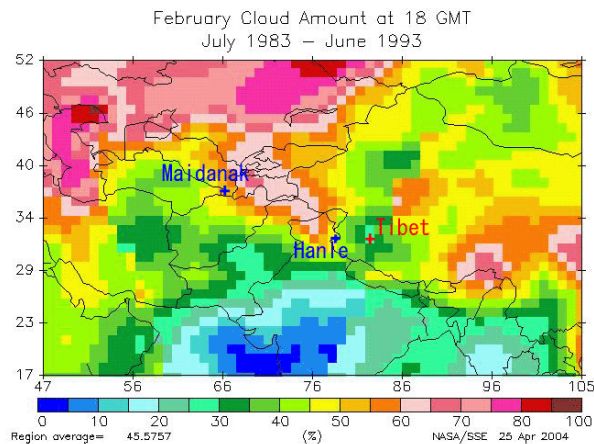 February Cloud Amount at 18 GMT
July 1983 – June 1993
52
46
40
34
29
23
17
Maidanak
Hanle
Tibet
47 56 66 76 86 96 105
0 10 20 30 40 50 60 70 80 100
Region average= 45.5757 (%) NASA/SSE 25 Apr 2004